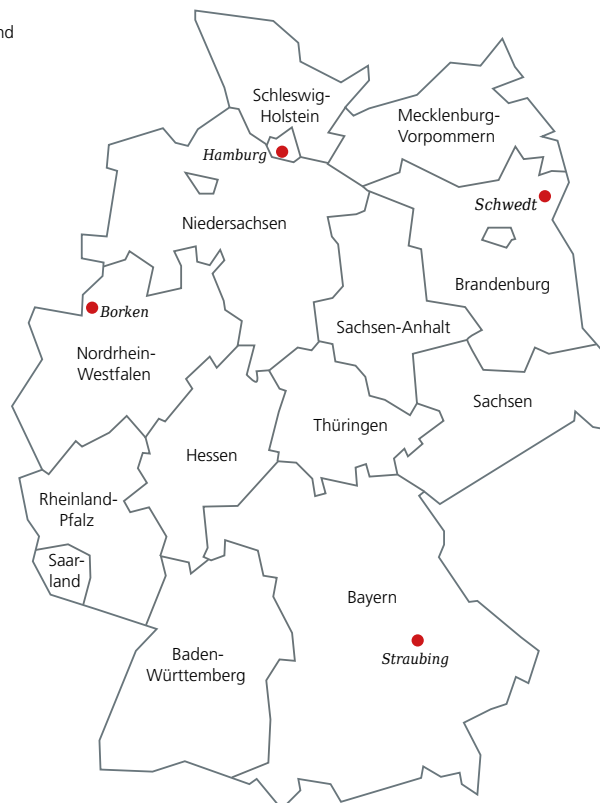 nd
Schleswig-
Holstein
Mecklenburg-
Vorpommern
Hamburg
Schwedt
Niedersachsen
Brandenburg
Borken
Sachsen-Anhalt
Nordrhein-
Westfalen
Sachsen
Thüringen
Hessen
Rheinland-
Pfalz
Saar-
land
Bayern
Straubing
Baden-
Württemberg